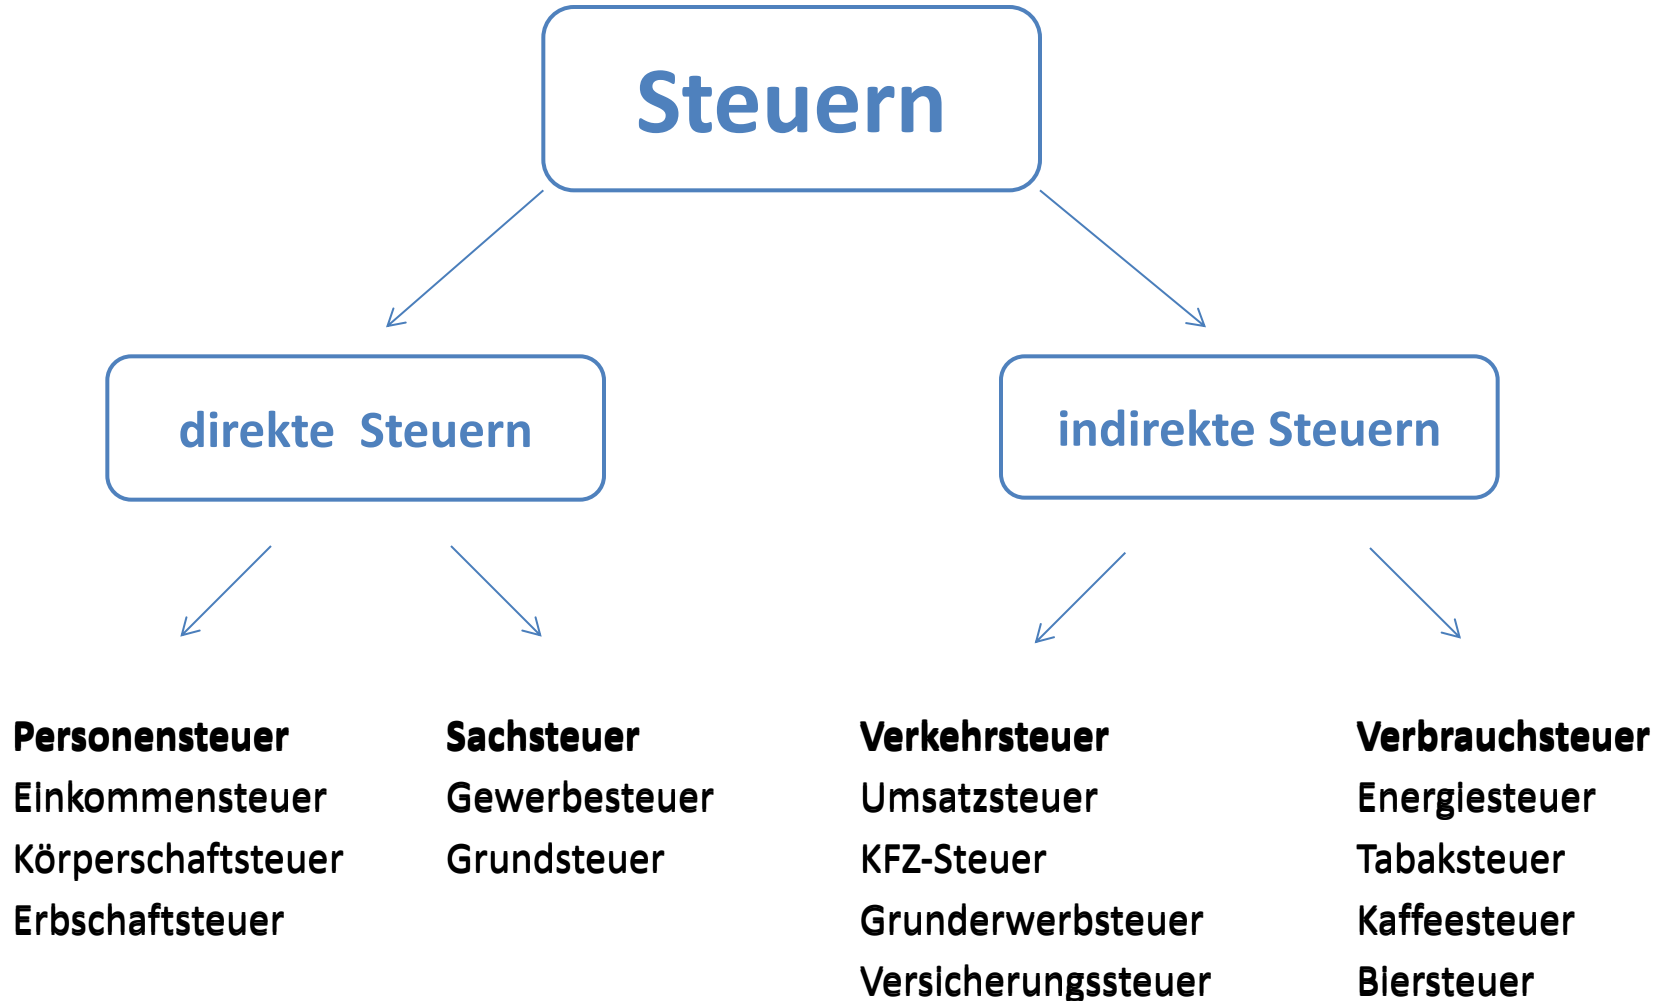 Steuern
direkte Steuern
indirekte Steuern
Personensteuer
Einkommensteuer
Körperschaftsteuer
Erbschaftsteuer
Sachsteuer
Gewerbesteuer
Grundsteuer
Verkehrsteuer
Umsatzsteuer
KFZ-Steuer
Grunderwerbsteuer
Versicherungssteuer
Verbrauchsteuer
Energiesteuer
Tabaksteuer
Kaffeesteuer
Biersteuer